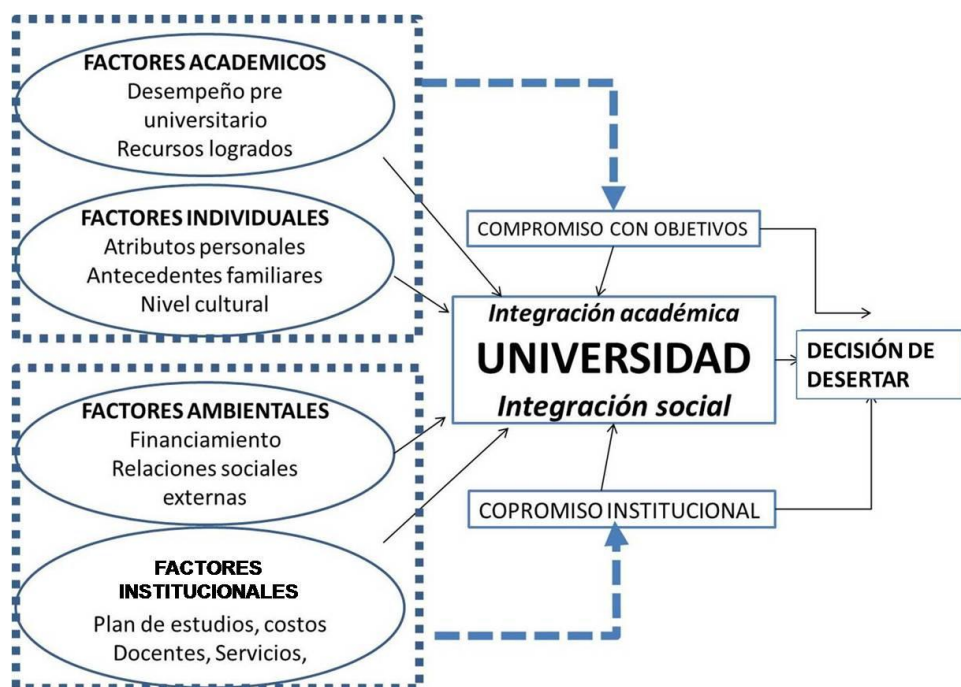 FACTORES ACADEMICOS
Desempeño pre
universitario
Recursos logrados
FACTORES INDIVIDUALES
Atributos personales
Antecedentes familiares
Nivel cultural
FACTORES AMBIENTALES
Financiamiento
Relaciones sociales
externas
FACTORES
INSTITUCIONALES
Plan de estudios, costos
Docentes, Servicios,
COMPROMISO CON OBJETIVOS
Integración académica
UNIVERSIDAD
Integración social
COPROMISO INSTITUCIONAL
DECISIÓN DE
DESERTAR